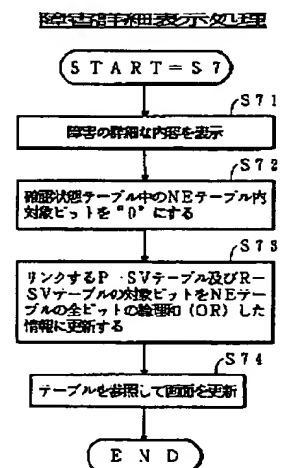 障害詳細表示処理
START=S7
S71
障害の詳細な内容を表示
S72
確認状態テーブル中のNEテーブル内
対象ビットを"0"にする
S73
リンクするP-SVテーブル及びR-
SVテーブルの対象ビットをNEテー
ブルの全ビットの論理和(OR)した
情報に更新する
S74
テーブルを参照して画面を更新
END